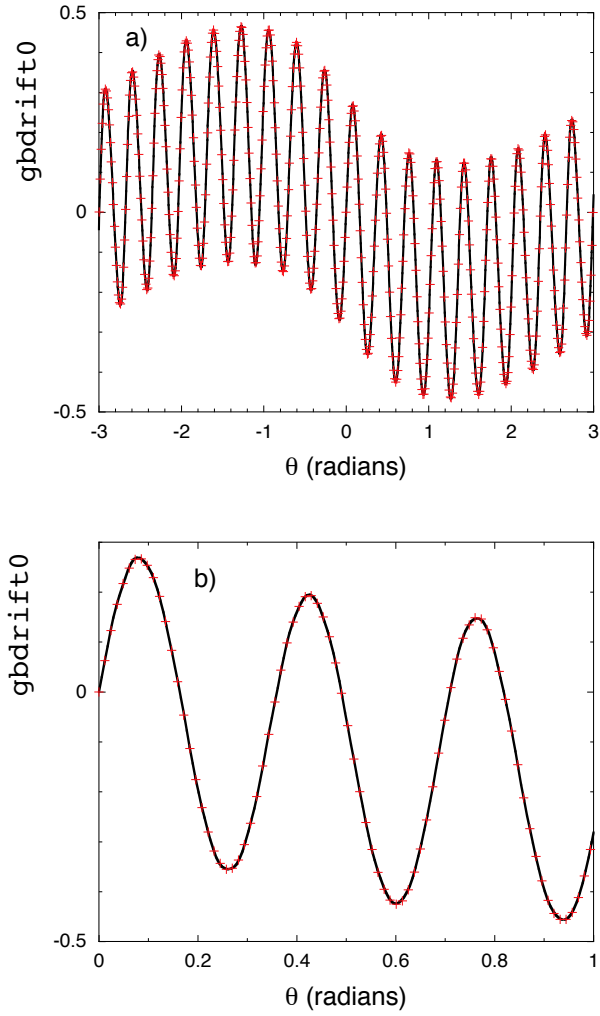 0.5
a)
gbdrift0
0
-0.5
-3 -2 -1 0 1 2 3
θ (radians)
b)
gbdrift0
0
-0.5
0 0.2 0.4 0.6 0.8 1
θ (radians)